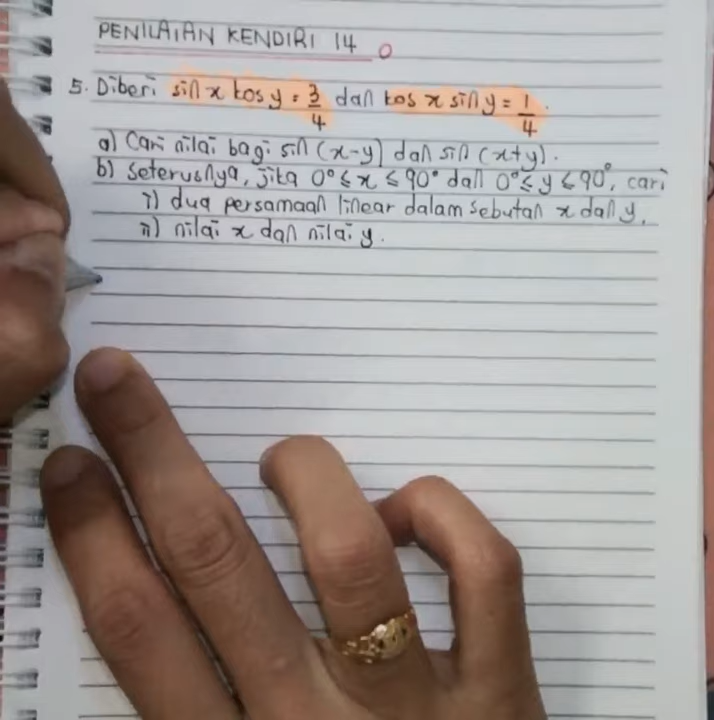 PENILAIAN KENDIRI 14
5. Diberi sin x kos y = 3/4 dan kos x sin y = 1/4.
a) Cari nilai bagi sin (x-y) dan sin (x+y).
b) Seterusnya, jika 0° ≤ x ≤ 90° dan 0° ≤ y ≤ 90°, cari
i) dua persamaan linear dalam sebutan x dan y.
ii) nilai x dan nilai y.